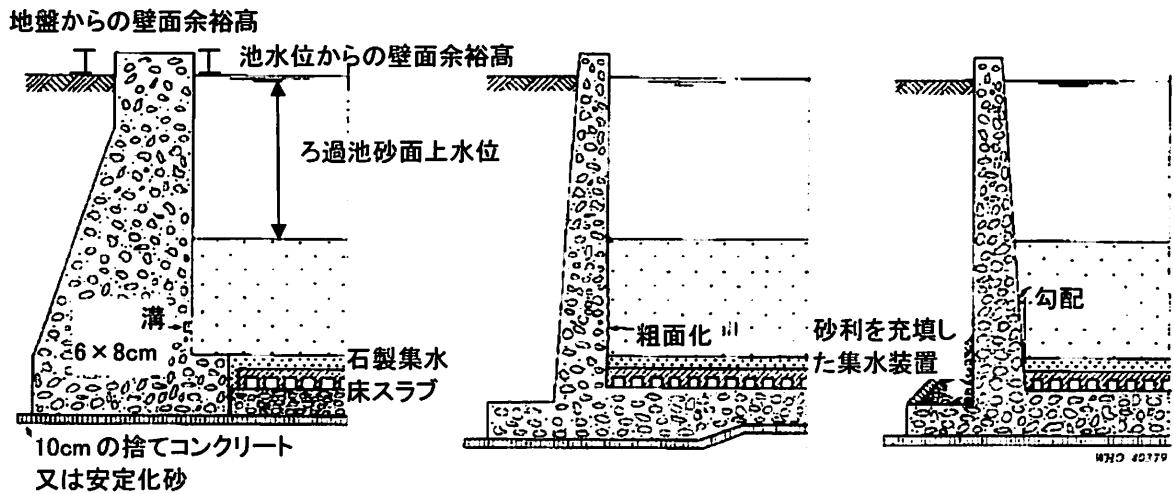 地盤からの壁面余裕高
池水位からの壁面余裕高
ろ過池砂面上水位
溝
6×8cm
石製集水
床スラブ
10cmの捨てコンクリート
又は安定化砂
粗面化
砂利を充填し
た集水装置
勾配
WHO 40379